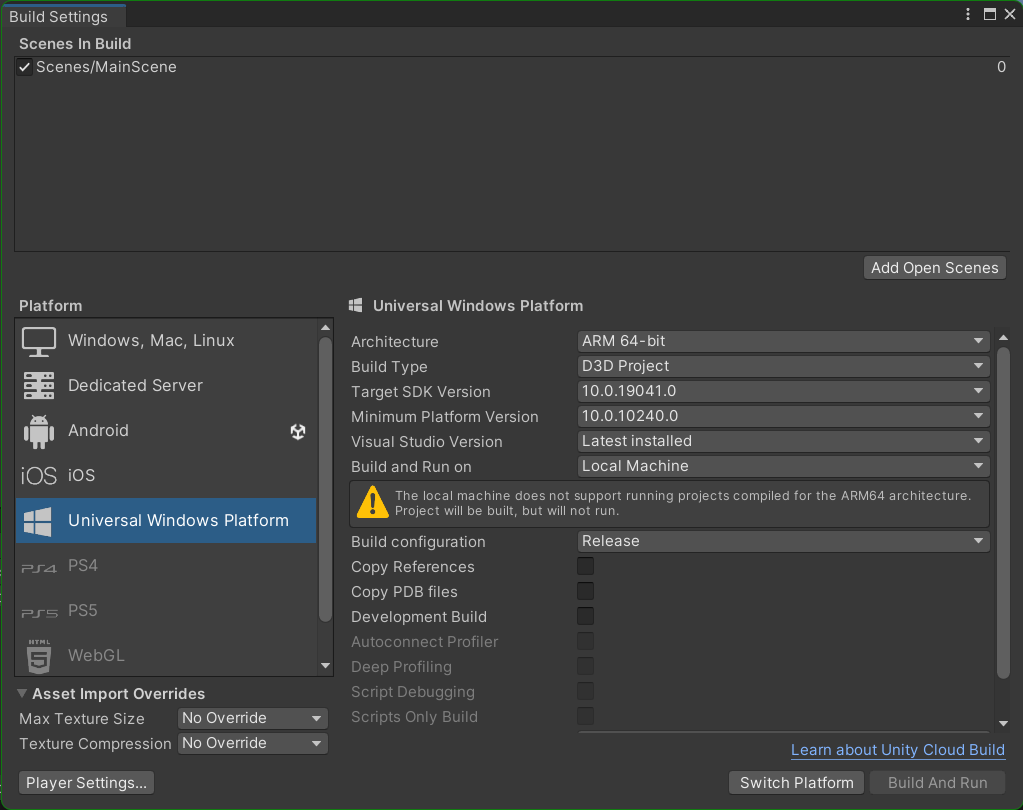 Build Settings
Scenes In Build
Scenes/MainScene 0
Add Open Scenes
Platform
Windows, Mac, Linux
Dedicated Server
Android
iOS iOS
Universal Windows Platform
PS4 PS4
PS5 PS5
HTML 5 WebGL
Asset Import Overrides
Max Texture Size No Override
Texture Compression No Override
Player Settings...
Universal Windows Platform
Architecture ARM 64-bit
Build Type D3D Project
Target SDK Version 10.0.19041.0
Minimum Platform Version 10.0.10240.0
Visual Studio Version Latest installed
Build and Run on Local Machine
The local machine does not support running projects compiled for the ARM64 architecture.
Project will be built, but will not run.
Build configuration Release
Copy References
Copy PDB files
Development Build
Autoconnect Profiler
Deep Profiling
Script Debugging
Scripts Only Build
Learn about Unity Cloud Build
Switch Platform Build And Run